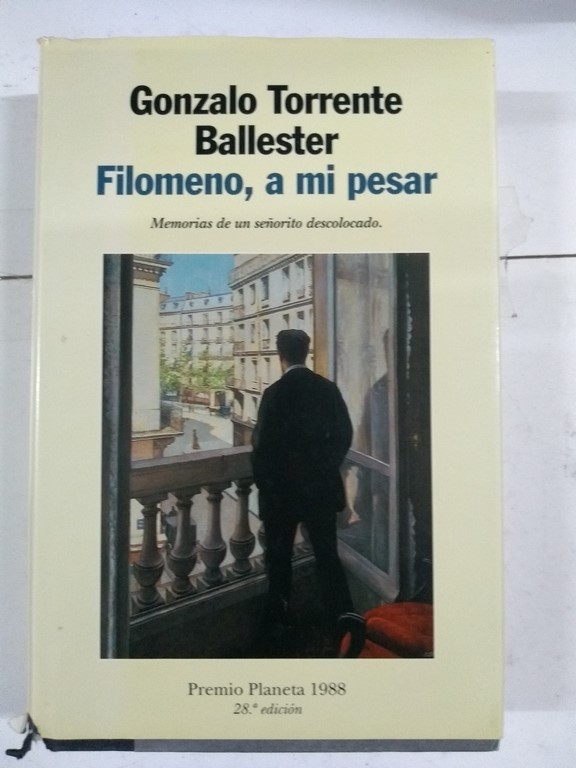 Gonzalo Torrente
Ballester
Filomeno, a mi pesar
Memorias de un señorito descolocado.
Premio Planeta 1988
28.ª edición